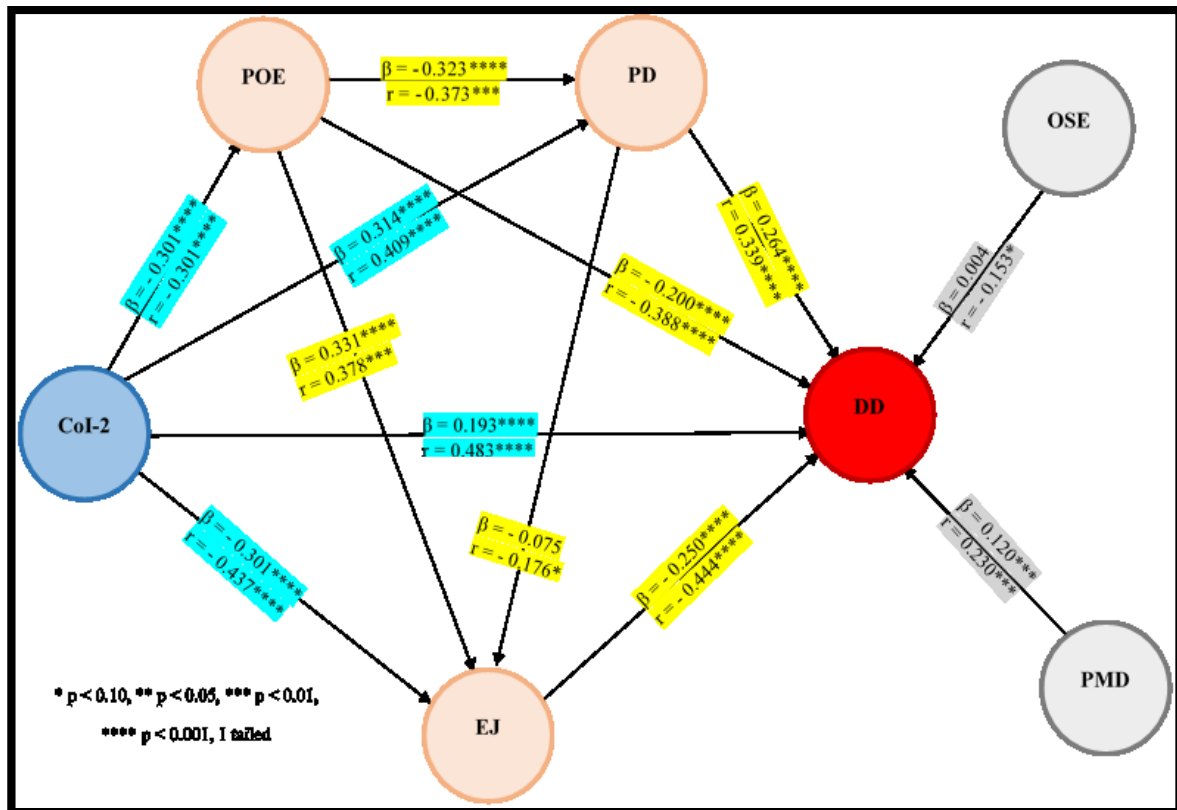 POE
PD
OSE
β = - 0.323****
r = - 0.373***
β = - 0.301****
r = - 0.301****
β = 0.314****
r = 0.409****
β = 0.264****
r = 0.339****
β = - 0.200****
r = - 0.388****
β = 0.004
r = - 0.153*
β = 0.331****
r = 0.378***
CoI-2
DD
β = 0.193****
r = 0.483****
β = - 0.301****
r = - 0.437****
β = - 0.075
r = - 0.176*
β = - 0.250****
r = - 0.444****
β = 0.120***
r = 0.230***
EJ
PMD
* p < 0.10, ** p < 0.05, *** p < 0.01,
**** p < 0.001, 1 tailed